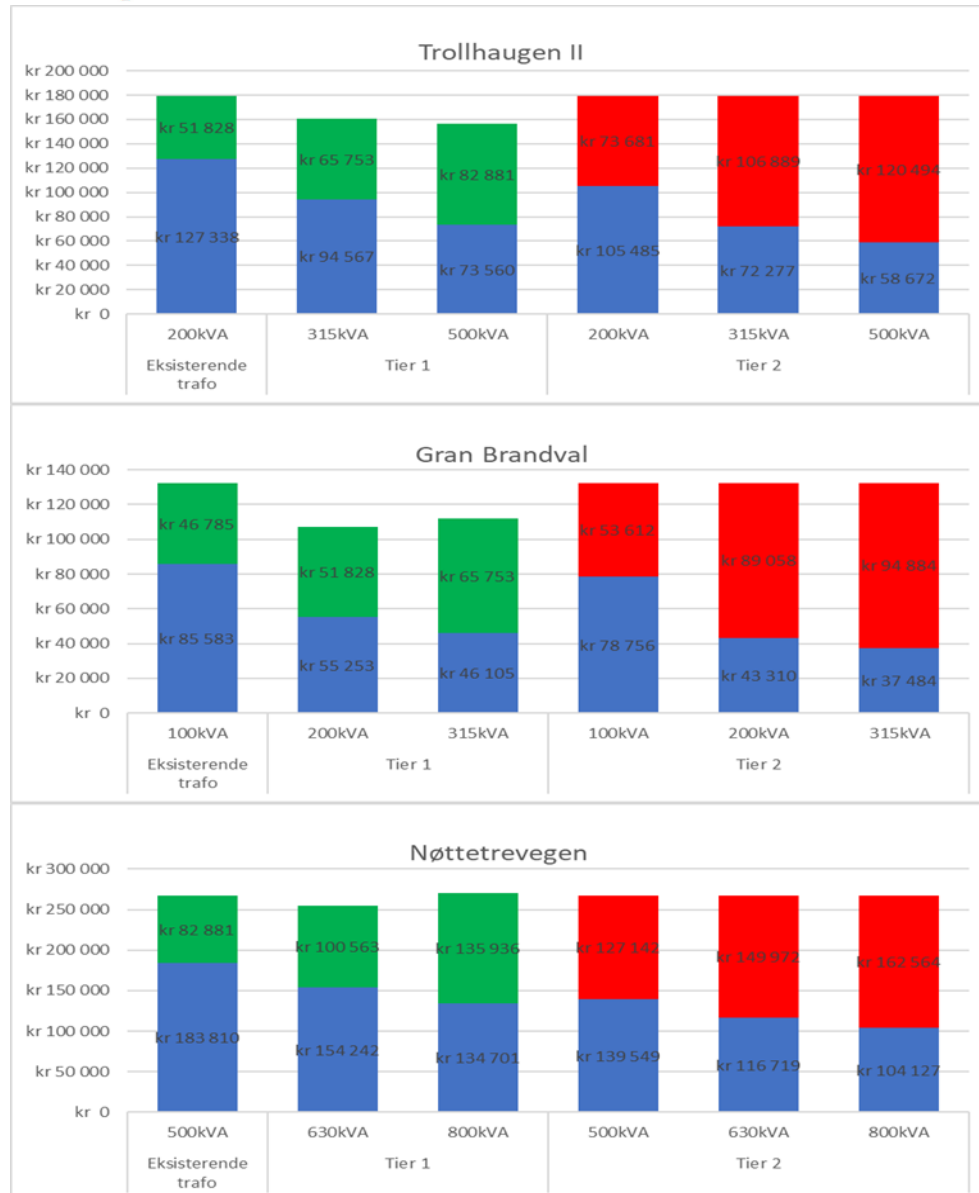 Trollhaugen II
kr 200 000
kr 180 000
kr 160 000
kr 140 000
kr 120 000
kr 100 000
kr 80 000
kr 60 000
kr 40 000
kr 20 000
kr 0
kr 51 828
kr 127 338
kr 65 753
kr 94 567
kr 82 881
kr 73 560
kr 73 681
kr 105 485
kr 106 889
kr 72 277
kr 120 494
kr 58 672
200kVA 315kVA 500kVA 200kVA 315kVA 500kVA
Eksisterende Tier 1 Tier 2
trafo
Gran Brandval
kr 140 000
kr 120 000
kr 100 000
kr 80 000
kr 60 000
kr 40 000
kr 20 000
kr 0
kr 46 785
kr 85 583
kr 51 828
kr 55 253
kr 65 753
kr 46 105
kr 53 612
kr 78 756
kr 89 058
kr 43 310
kr 94 884
kr 37 484
100kVA 200kVA 315kVA 100kVA 200kVA 315kVA
Eksisterende Tier 1 Tier 2
trafo
Nøttetrevegen
kr 300 000
kr 250 000
kr 200 000
kr 150 000
kr 100 000
kr 50 000
kr 0
kr 82 881
kr 183 810
kr 100 563
kr 154 242
kr 135 936
kr 134 701
kr 127 142
kr 139 549
kr 149 972
kr 116 719
kr 162 564
kr 104 127
500kVA 630kVA 800kVA 500kVA 630kVA 800kVA
Eksisterende Tier 1 Tier 2
trafo